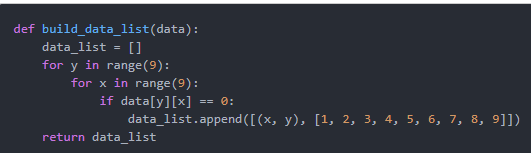 def build_data_list(data):
    data_list = []
    for y in range(9):
        for x in range(9):
            if data[y][x] == 0:
                data_list.append([(x, y), [1, 2, 3, 4, 5, 6, 7, 8, 9]])
    return data_list